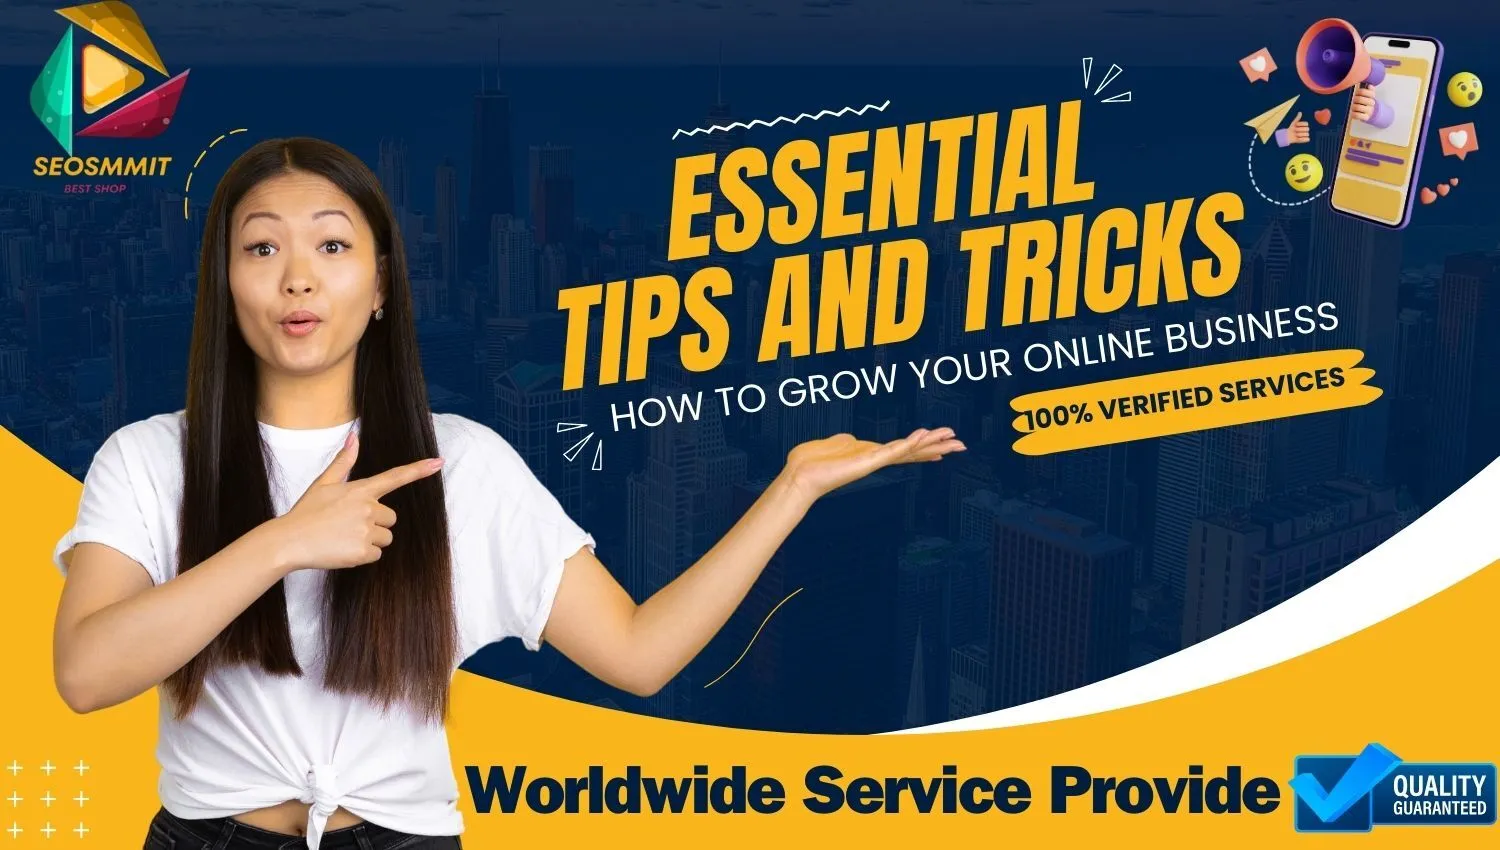 SEOSMMIT
BEST SHOP
ESSENTIAL
TIPS AND TRICKS
HOW TO GROW YOUR ONLINE BUSINESS
100% VERIFIED SERVICES
Worldwide Service Provide
QUALITY
GUARANTEED